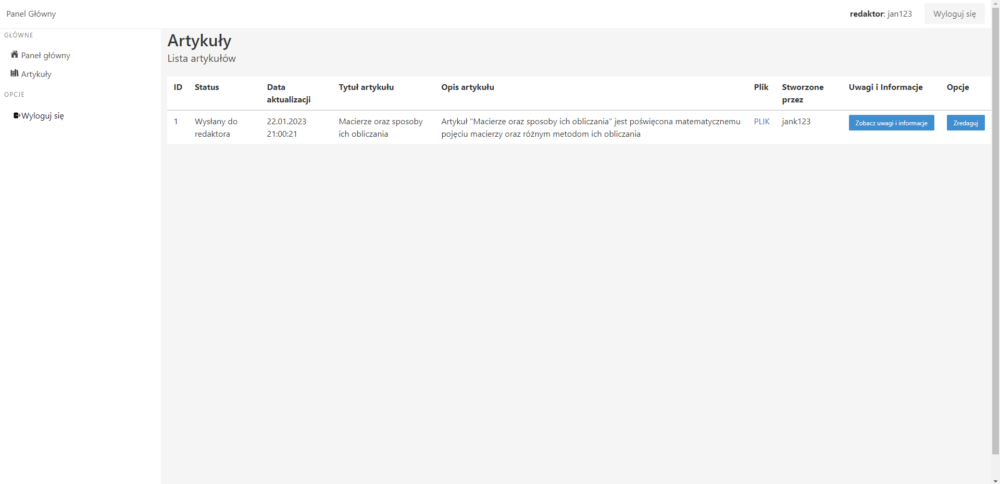 Panel Główny
redaktor: jan123
Wyloguj się
GŁÓWNE
Paneł główny
Artykuły
OPCJE
Wyloguj się
Artykuły
Lista artykułów
ID Status Data aktualizacji Tytuł artykułu Opis artykułu Plik Stworzone przez Uwagi i Informacje Opcje
1 Wysłany do redaktora 22.01.2023 21:00:21 Macierze oraz sposoby ich obliczania Artykuł "Macierze oraz sposoby ich obliczania" jest poświęcona matematycznemu pojęciu macierzy oraz różnym metodom ich obliczania PLIK jank123 Zobacz uwagi i informacje Zredaguj